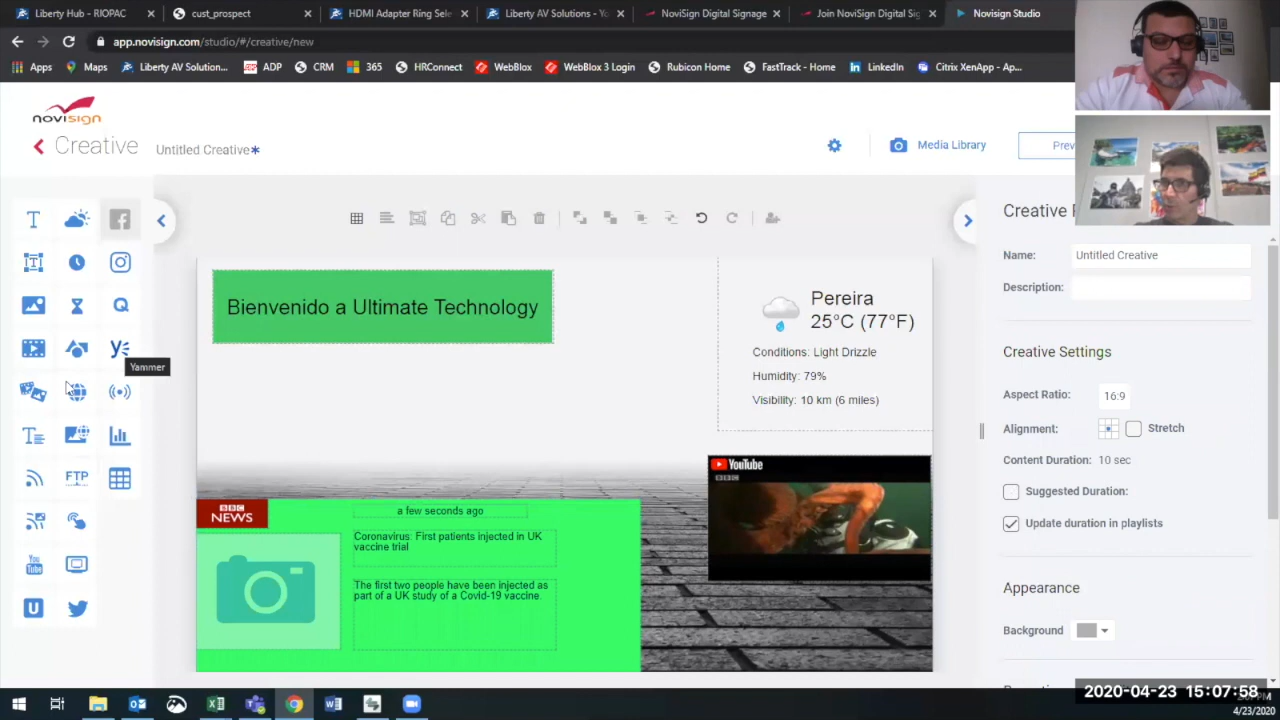 Liberty Hub - RIOPAC
cust_prospect
HDMI Adapter Ring Sele
Liberty AV Solutions - Yo
NoviSign Digital Signage
Join NoviSign Digital Sig
Novisign Studio
app.novisign.com/studio/#/creative/new
Apps
Maps
Liberty AV Solution...
ADP
CRM
365
HRConnect
WebBlox
WebBlox 3 Login
Rubicon Home
FastTrack - Home
LinkedIn
Citrix XenApp - Ap...
novisign
Creative
Untitled Creative*
Media Library
Prev
Yammer
FTP
You
Tube
Bienvenido a Ultimate Technology
Pereira
25°C (77°F)
Conditions: Light Drizzle
Humidity: 79%
Visibility: 10 km (6 miles)
YouTube
BBC
BBC
NEWS
a few seconds ago
Coronavirus: First patients injected in UK
vaccine trial
The first two people have been injected as
part of a UK study of a Covid-19 vaccine.
Creative
Name: Untitled Creative
Description:
Creative Settings
Aspect Ratio: 16:9
Alignment: Stretch
Content Duration: 10 sec
Suggested Duration:
Update duration in playlists
Appearance
Background
2020-04-23 15:07:58
4/23/2020